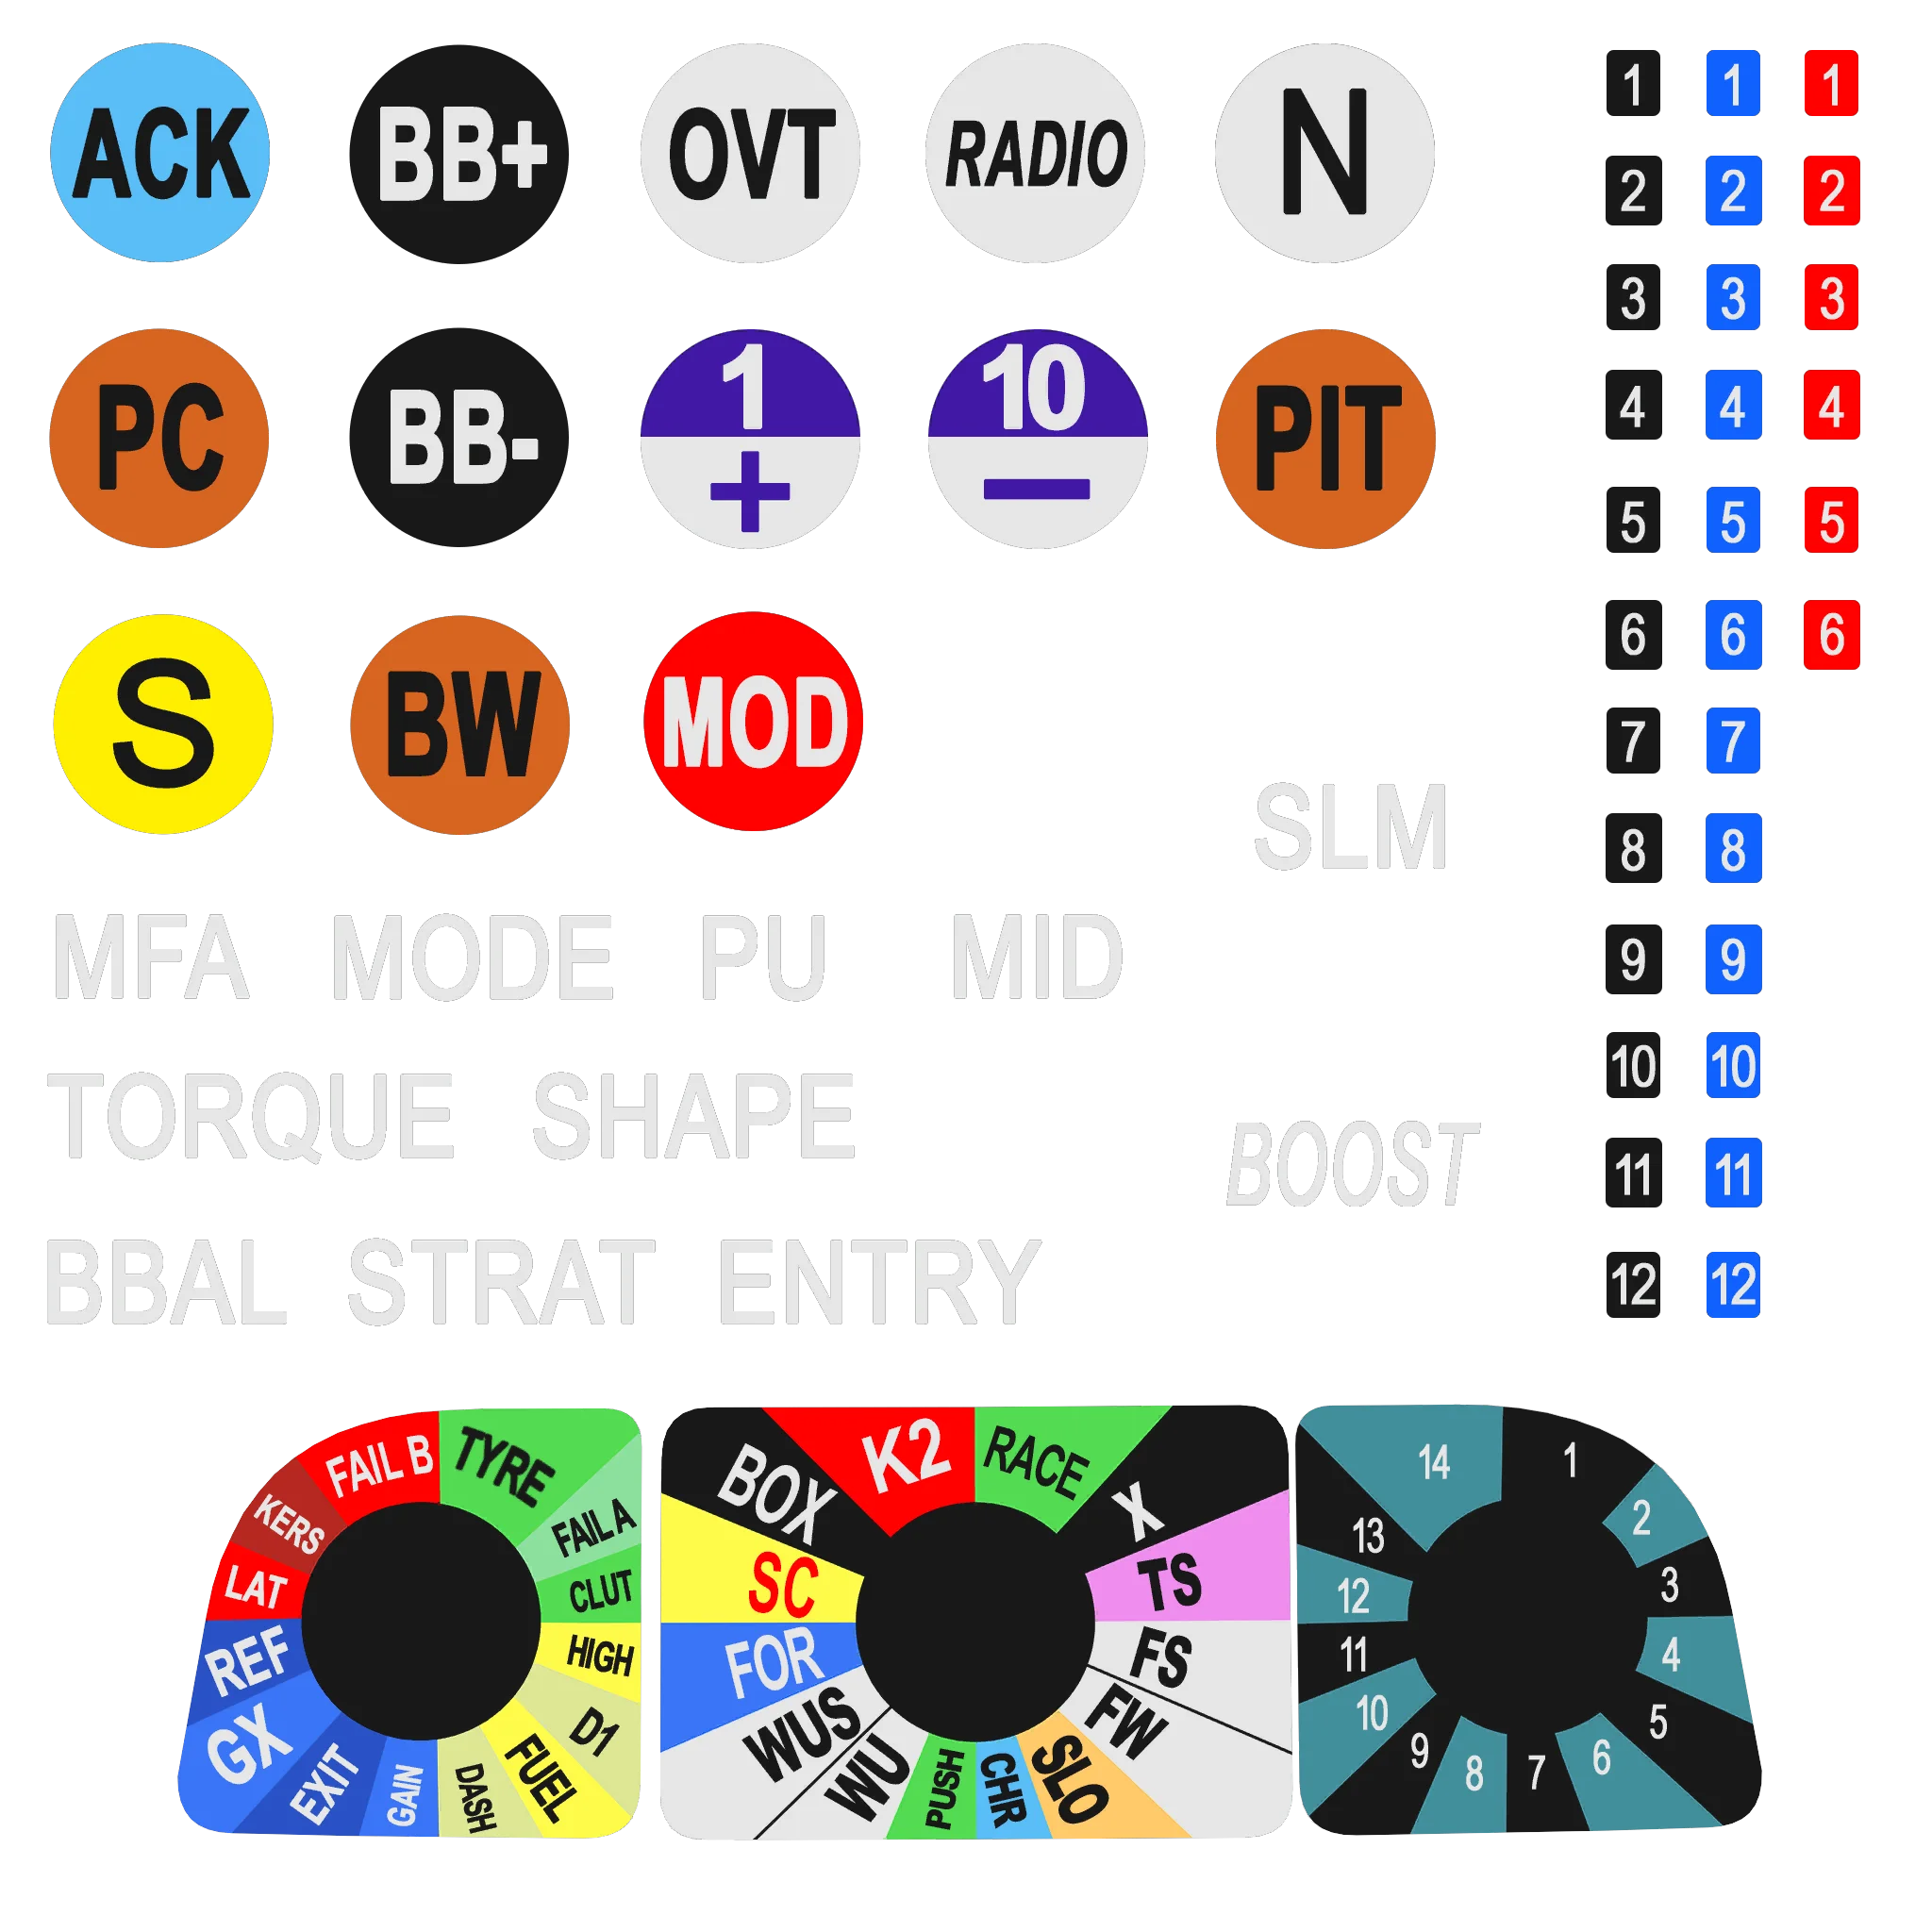 ACK BB+ OVT RADIO N
PC BB- 1 + 10 — PIT
S BW MOD
SLM
MFA MODE PU MID
TORQUE SHAPE
BOOST
BBAL STRAT ENTRY
1 1 1
2 2 2
3 3 3
4 4 4
5 5 5
6 6 6
7 7
8 8
9 9
10 10
11 11
12 12
TYRE
FAIL A
CLUT
HIGH
D1
FUEL
DASH
GAIN
EXIT
GX
REF
LAT
KERS
FAIL B
K2
RACE
X
TS
FS
FW
SLO
CHR
PUSH
WU
WUS
FOR
SC
BOX
1
2
3
4
5
6
7
8
9
10
11
12
13
14